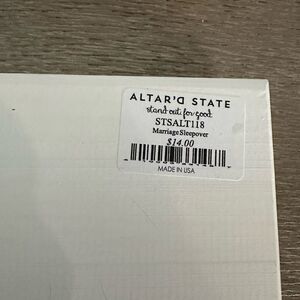 ALTAR'D STATE
stand out for good
STSALT118
Marriage Sleepover
$14.00
MADE IN USA